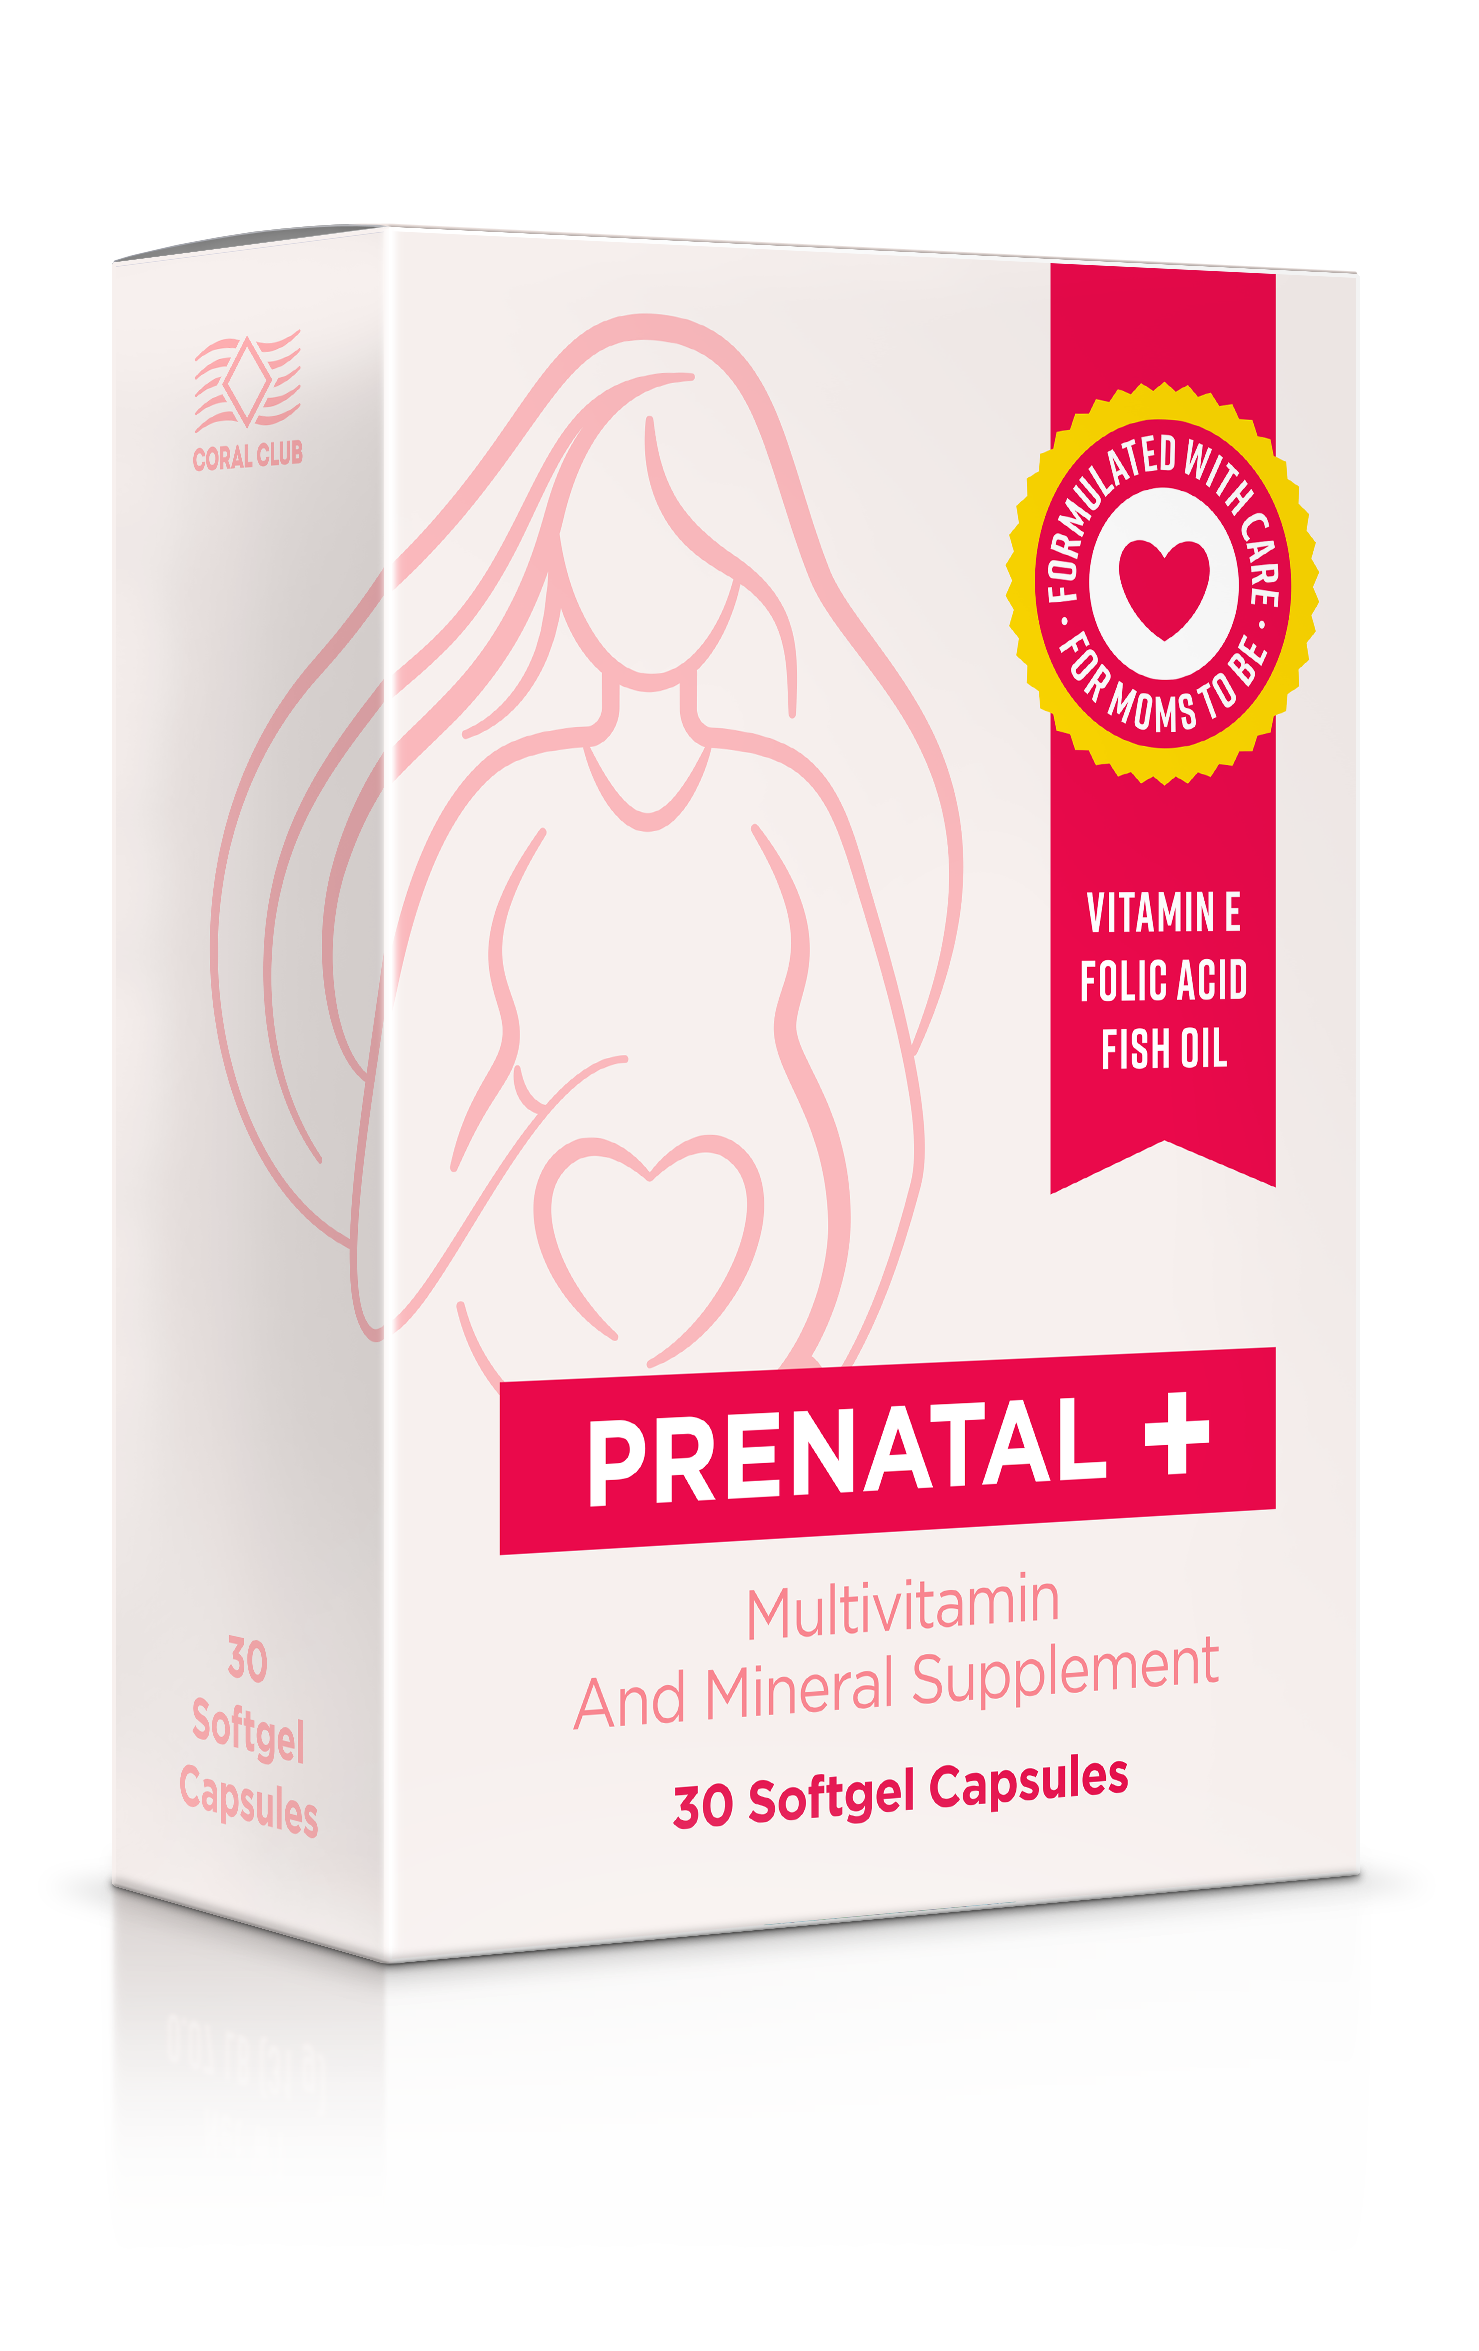 CORAL CLUB
30
Softgel
Capsules
· FORMULATED WITH CARE ·
FOR MOMS TO BE
VITAMIN E
FOLIC ACID
FISH OIL
PRENATAL +
Multivitamin
And Mineral Supplement
30 Softgel Capsules